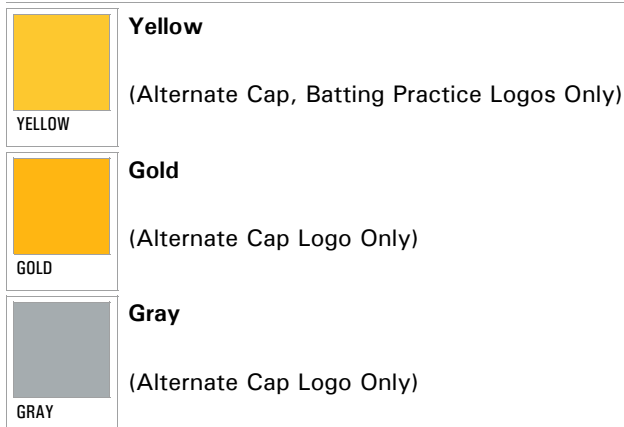 Yellow
(Alternate Cap, Batting Practice Logos Only)
YELLOW
Gold
(Alternate Cap Logo Only)
GOLD
Gray
(Alternate Cap Logo Only)
GRAY